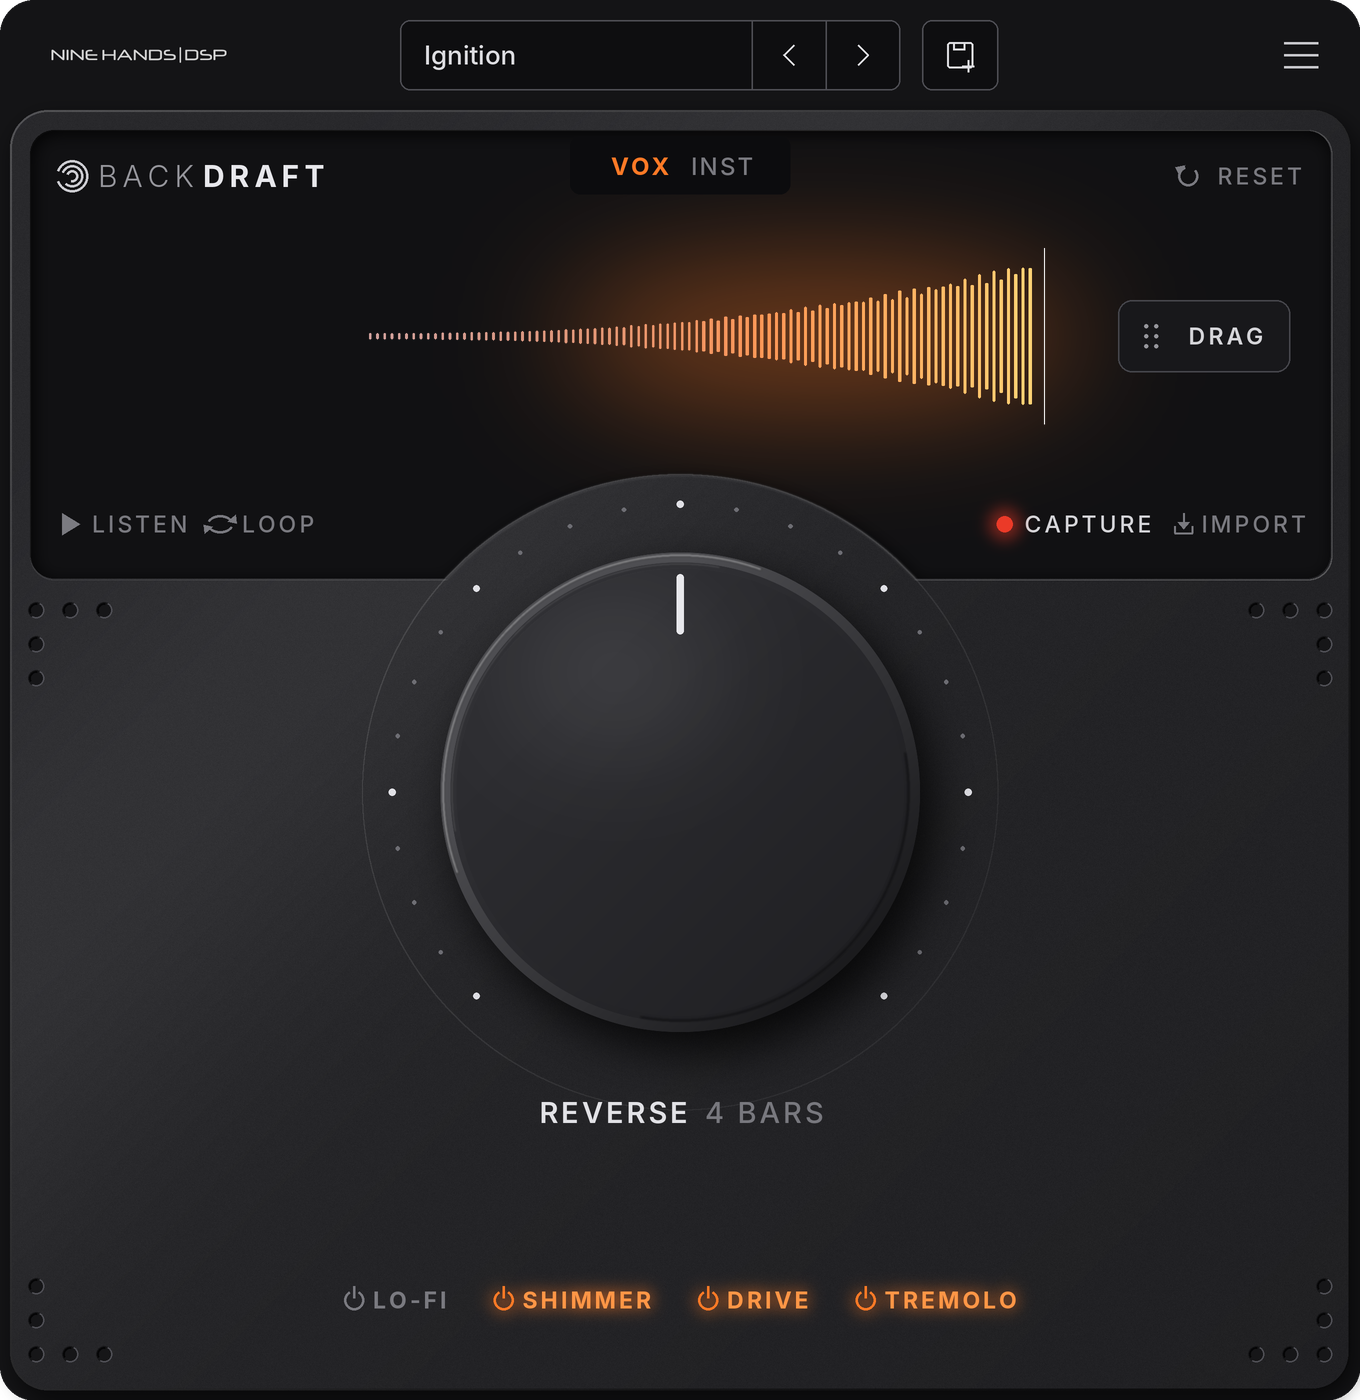 NINE HANDS|DSP
Ignition
BACKDRAFT
VOX INST
RESET
DRAG
LISTEN LOOP
CAPTURE IMPORT
REVERSE 4 BARS
LO-FI SHIMMER DRIVE TREMOLO